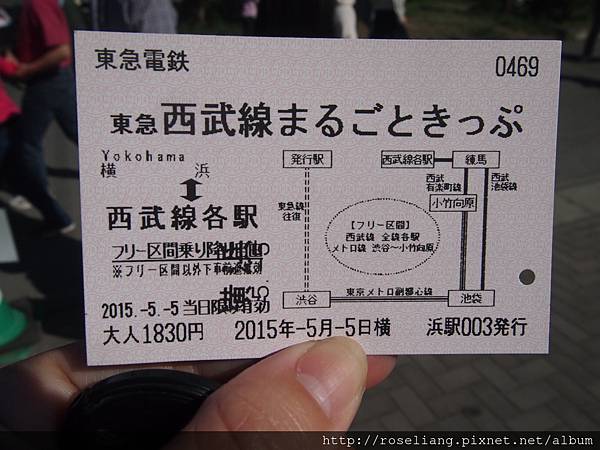 東急電鉄
0469
東急 西武線まるごときっぷ
Yokohama
横 浜
西武線各駅
フリー区間乗り降り自由
※フリー区間以外下車前途無効
2015.-5.-5 当日限り有効
大人1830円 2015年-5月-5日横 浜駅003発行
発行駅
西武線各駅
練馬
西武
有楽町線
西武
池袋線
小竹向原
東急線
往復
【フリー区間】
西武線 全線各駅
メトロ線 渋谷～小竹向原
東京メトロ副都心線
渋谷
池袋
http://roseliang.pixnet.net/album